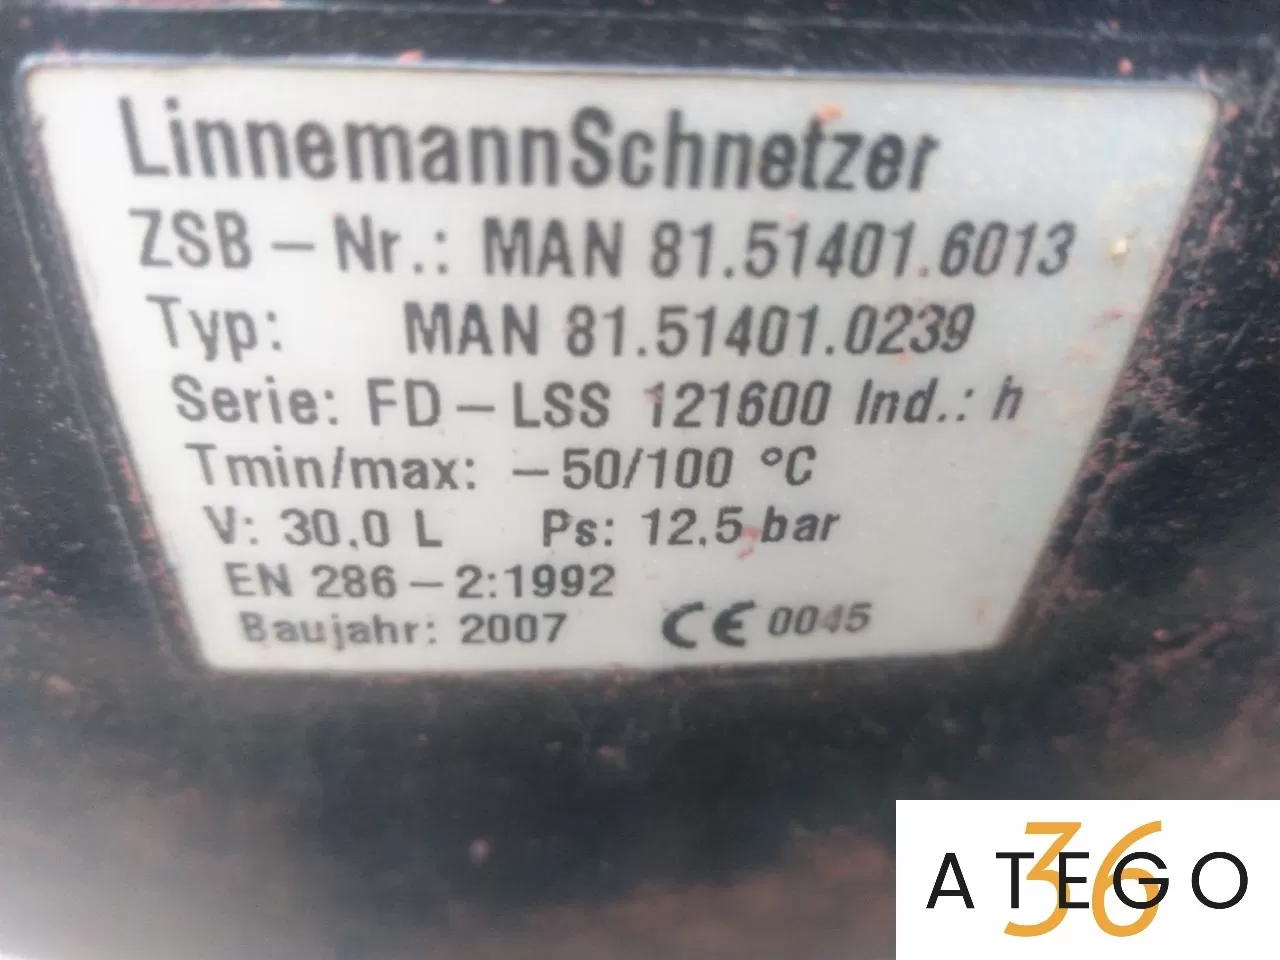 LinnemannSchnetzer
ZSB – Nr.: MAN 81.51401.6013
Typ: MAN 81.51401.0239
Serie: FD – LSS 121600 Ind.: h
Tmin/max: –50/100 °C
V: 30.0 L Ps: 12.5 bar
EN 286 – 2:1992
Baujahr: 2007 CE 0045
ATEGO 36